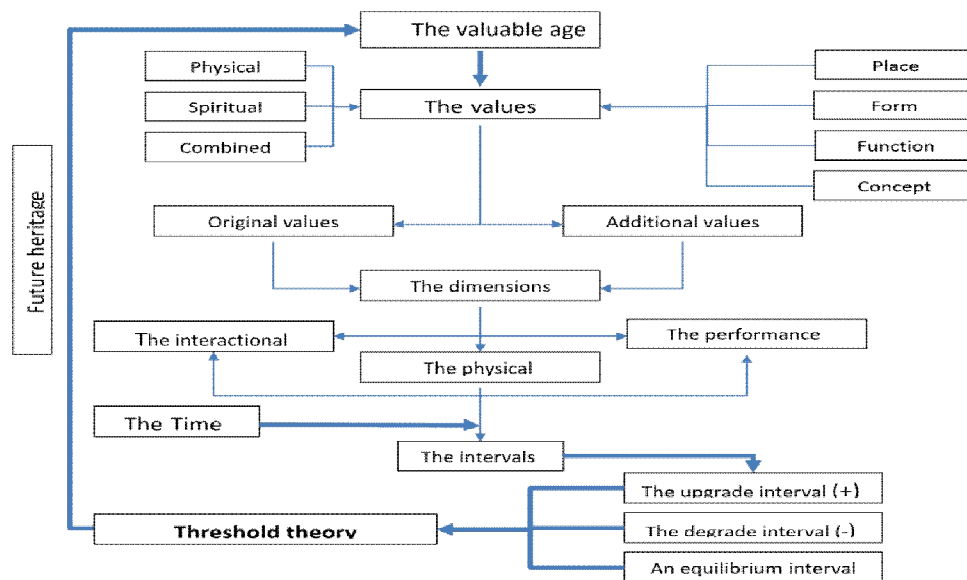 The valuable age
Physical
Place
The values
Spiritual
Form
Combined
Function
Concept
Future heritage
Original values
Additional values
The dimensions
The interactional
The performance
The physical
The Time
The intervals
The upgrade interval (+)
Threshold theory
The degrade interval (-)
An equilibrium interval